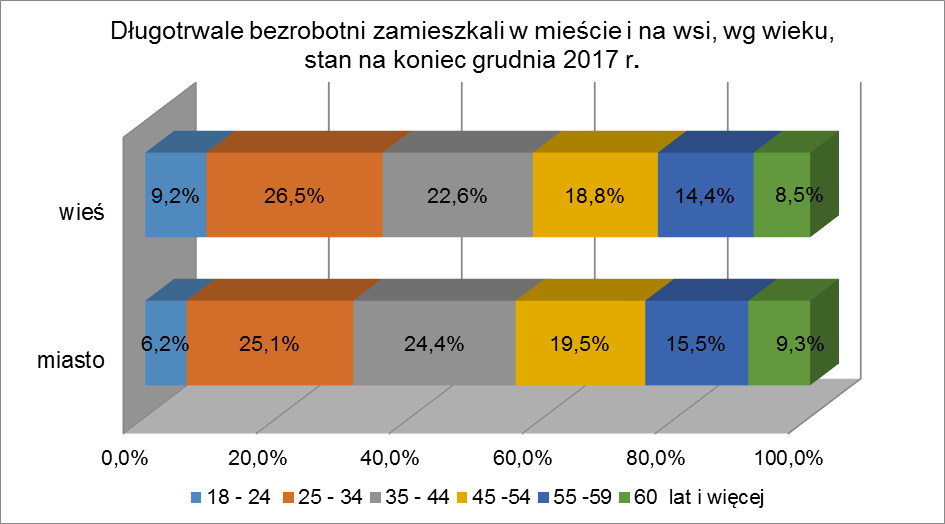 Długotrwale bezrobotni zamieszkali w mieście i na wsi, wg wieku,
stan na koniec grudnia 2017 r.
wieś
9,2% 26,5% 22,6% 18,8% 14,4% 8,5%
miasto
6,2% 25,1% 24,4% 19,5% 15,5% 9,3%
0,0% 20,0% 40,0% 60,0% 80,0% 100,0%
18 - 24 25 - 34 35 - 44 45 -54 55 -59 60 lat i więcej